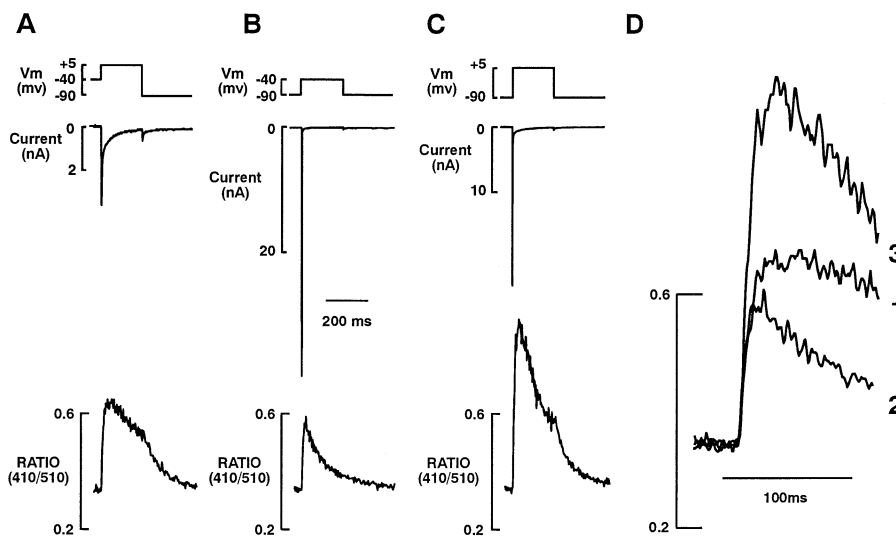 A
Vm
(mv)
+5
-40
-90
Current
(nA)
0
2
RATIO
(410/510)
0.6
0.2
B
Vm
(mv)
-40
-90
Current
(nA)
0
20
200 ms
RATIO
(410/510)
0.6
0.2
C
Vm
(mv)
+5
-90
Current
(nA)
0
10
RATIO
(410/510)
0.6
0.2
D
0.6
0.2
3
2
100ms